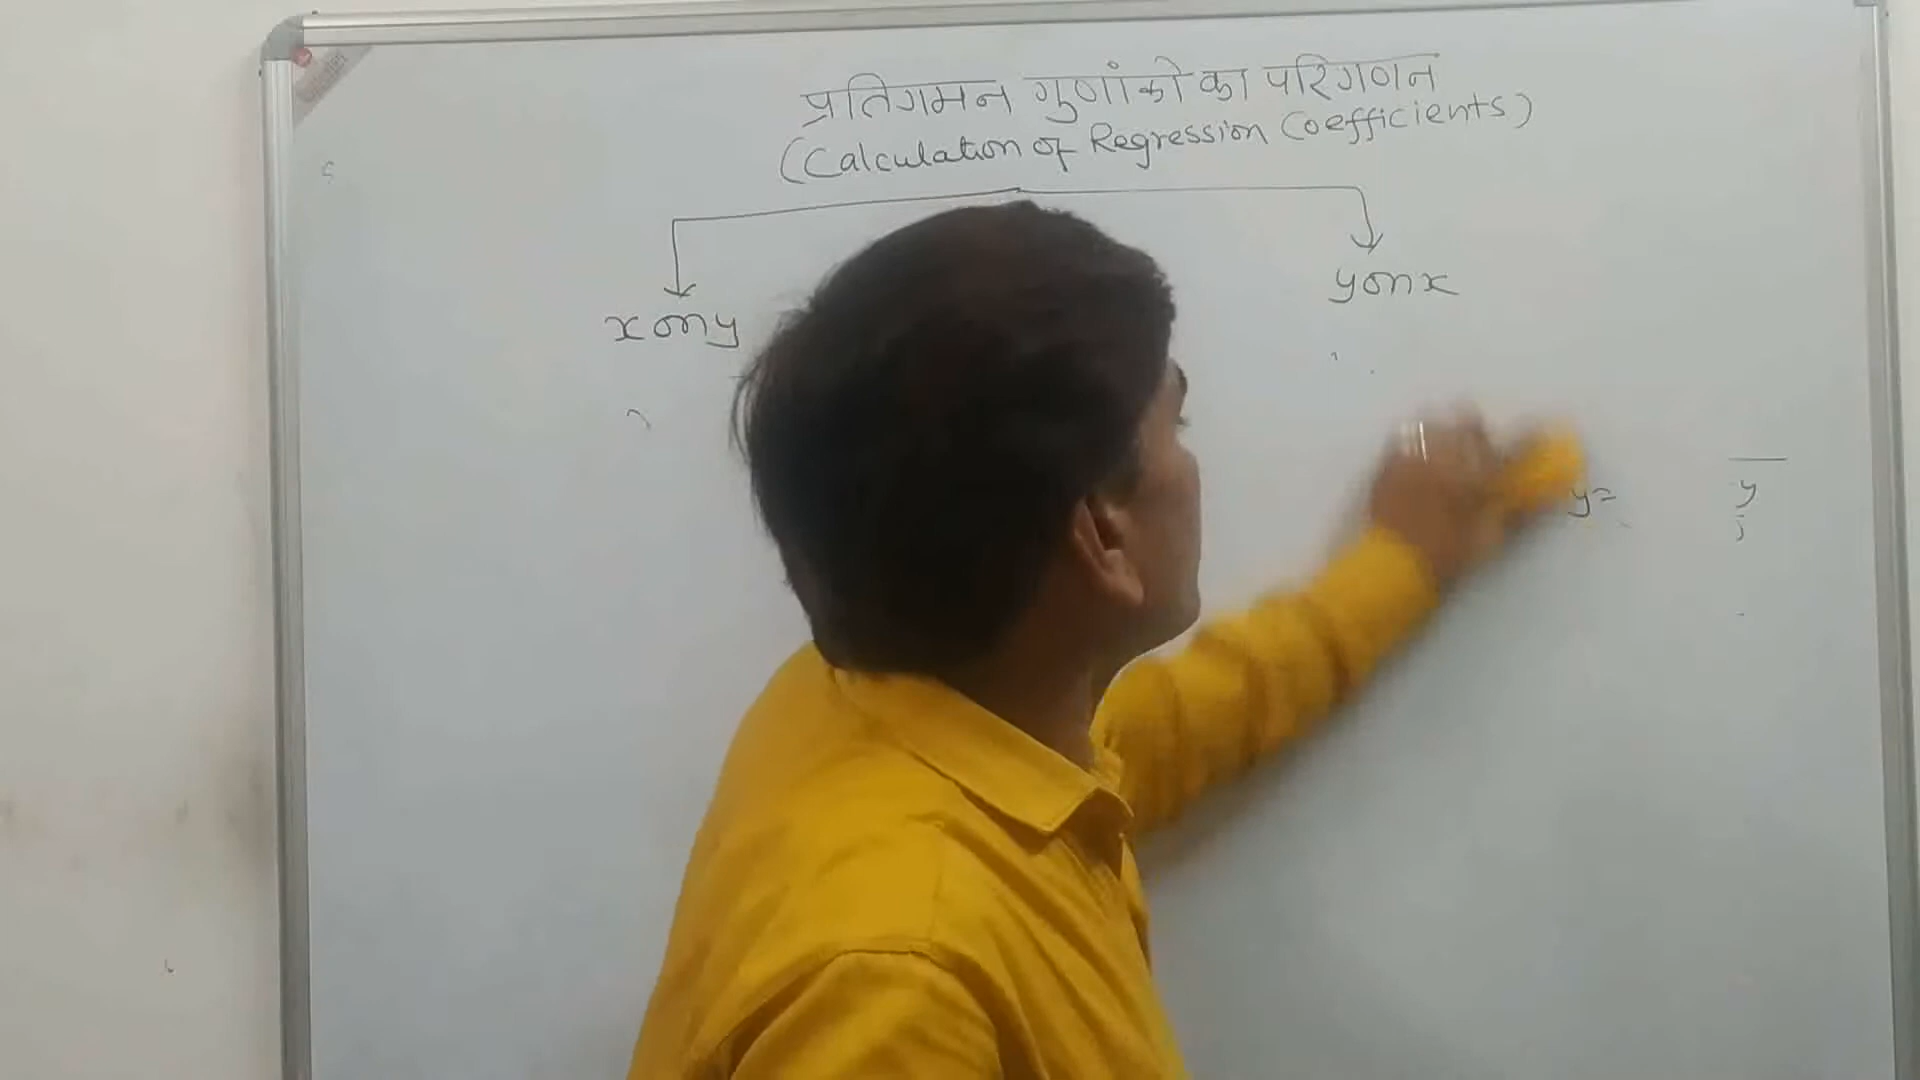 प्रतिगमन गुणांको का परिगणन
(Calculation of Regression Coefficients)
x on y
y on x
y=
y